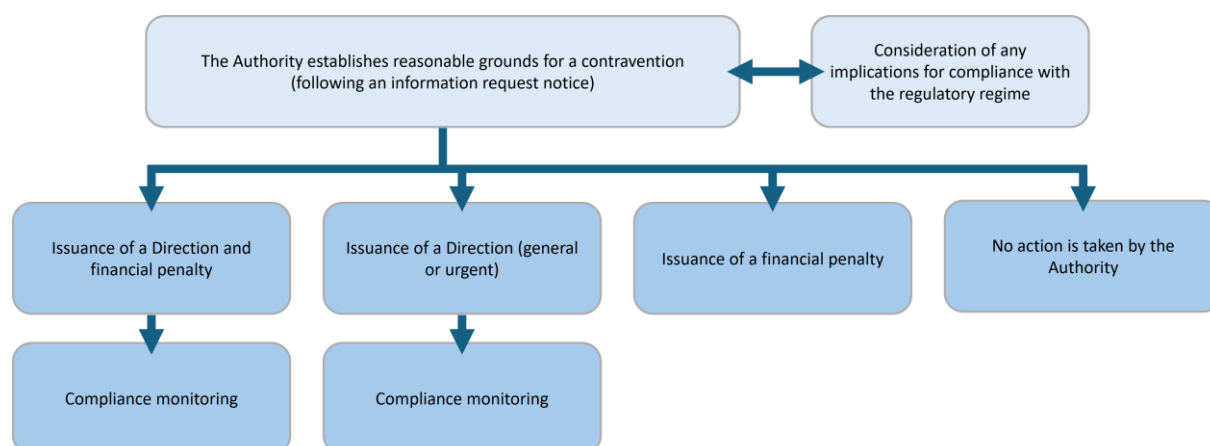 The Authority establishes reasonable grounds for a contravention
(following an information request notice)
Consideration of any
implications for compliance with
the regulatory regime
Issuance of a Direction and
financial penalty
Issuance of a Direction (general
or urgent)
Issuance of a financial penalty
No action is taken by the
Authority
Compliance monitoring
Compliance monitoring